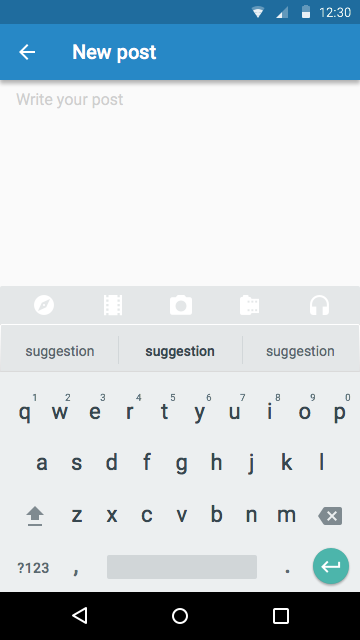 12:30
New post
Write your post
suggestion suggestion suggestion
1 2 3 4 5 6 7 8 9 0
q w e r t y u i o p
a s d f g h j k l
z x c v b n m
?123 , .